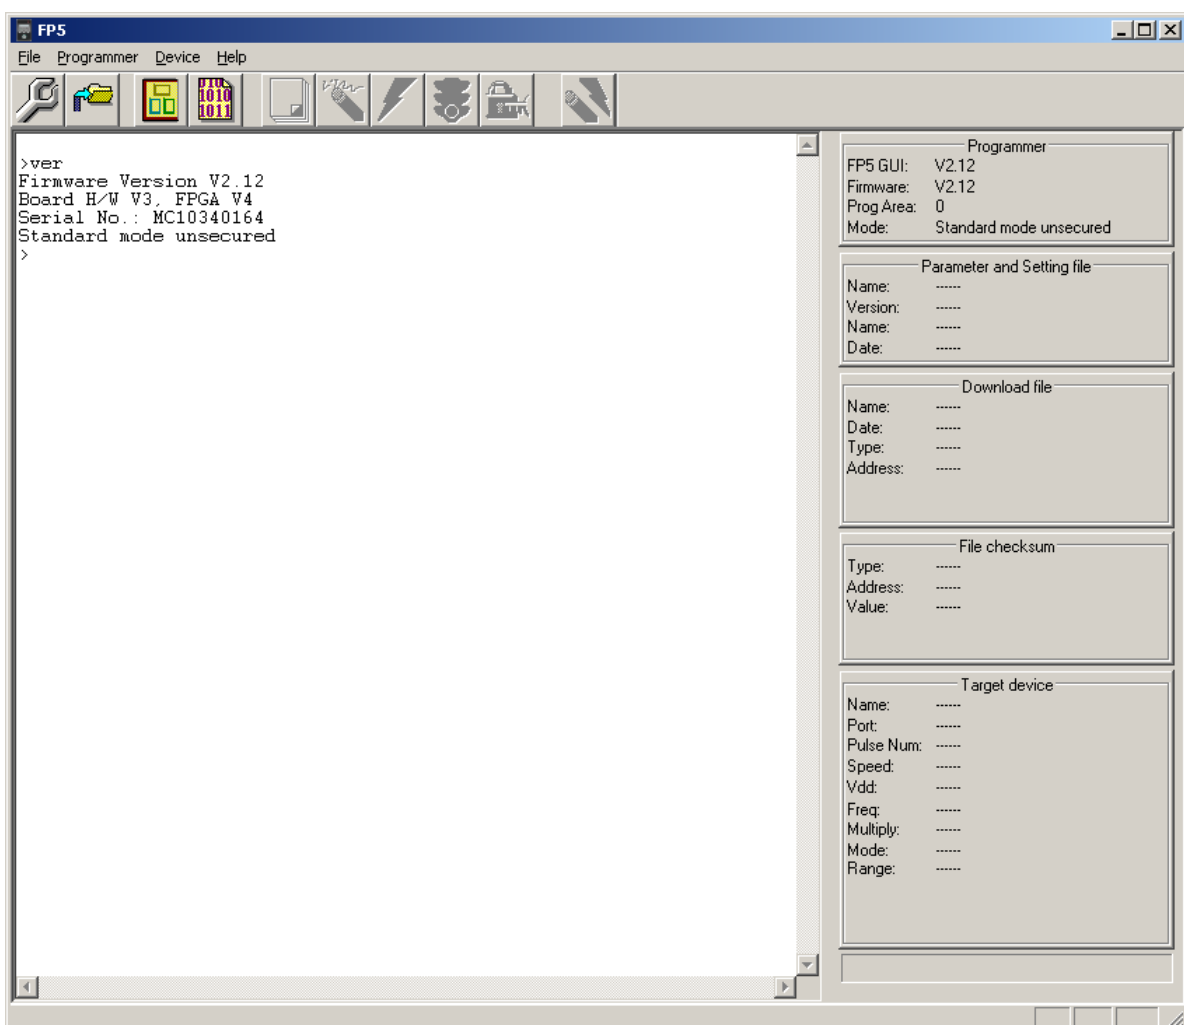 FP5
File Programmer Device Help
010
1010
1011
>ver
Firmware Version V2.12
Board H/W V3, FPGA V4
Serial No.: MC10340164
Standard mode unsecured
>
Programmer
FP5 GUI: V2.12
Firmware: V2.12
Prog Area: 0
Mode: Standard mode unsecured
Parameter and Setting file
Name: ------
Version: ------
Name: ------
Date: ------
Download file
Name: ------
Date: ------
Type: ------
Address: ------
File checksum
Type: ------
Address: ------
Value: ------
Target device
Name: ------
Port: ------
Pulse Num: ------
Speed: ------
Vdd: ------
Freq: ------
Multiply: ------
Mode: ------
Range: ------